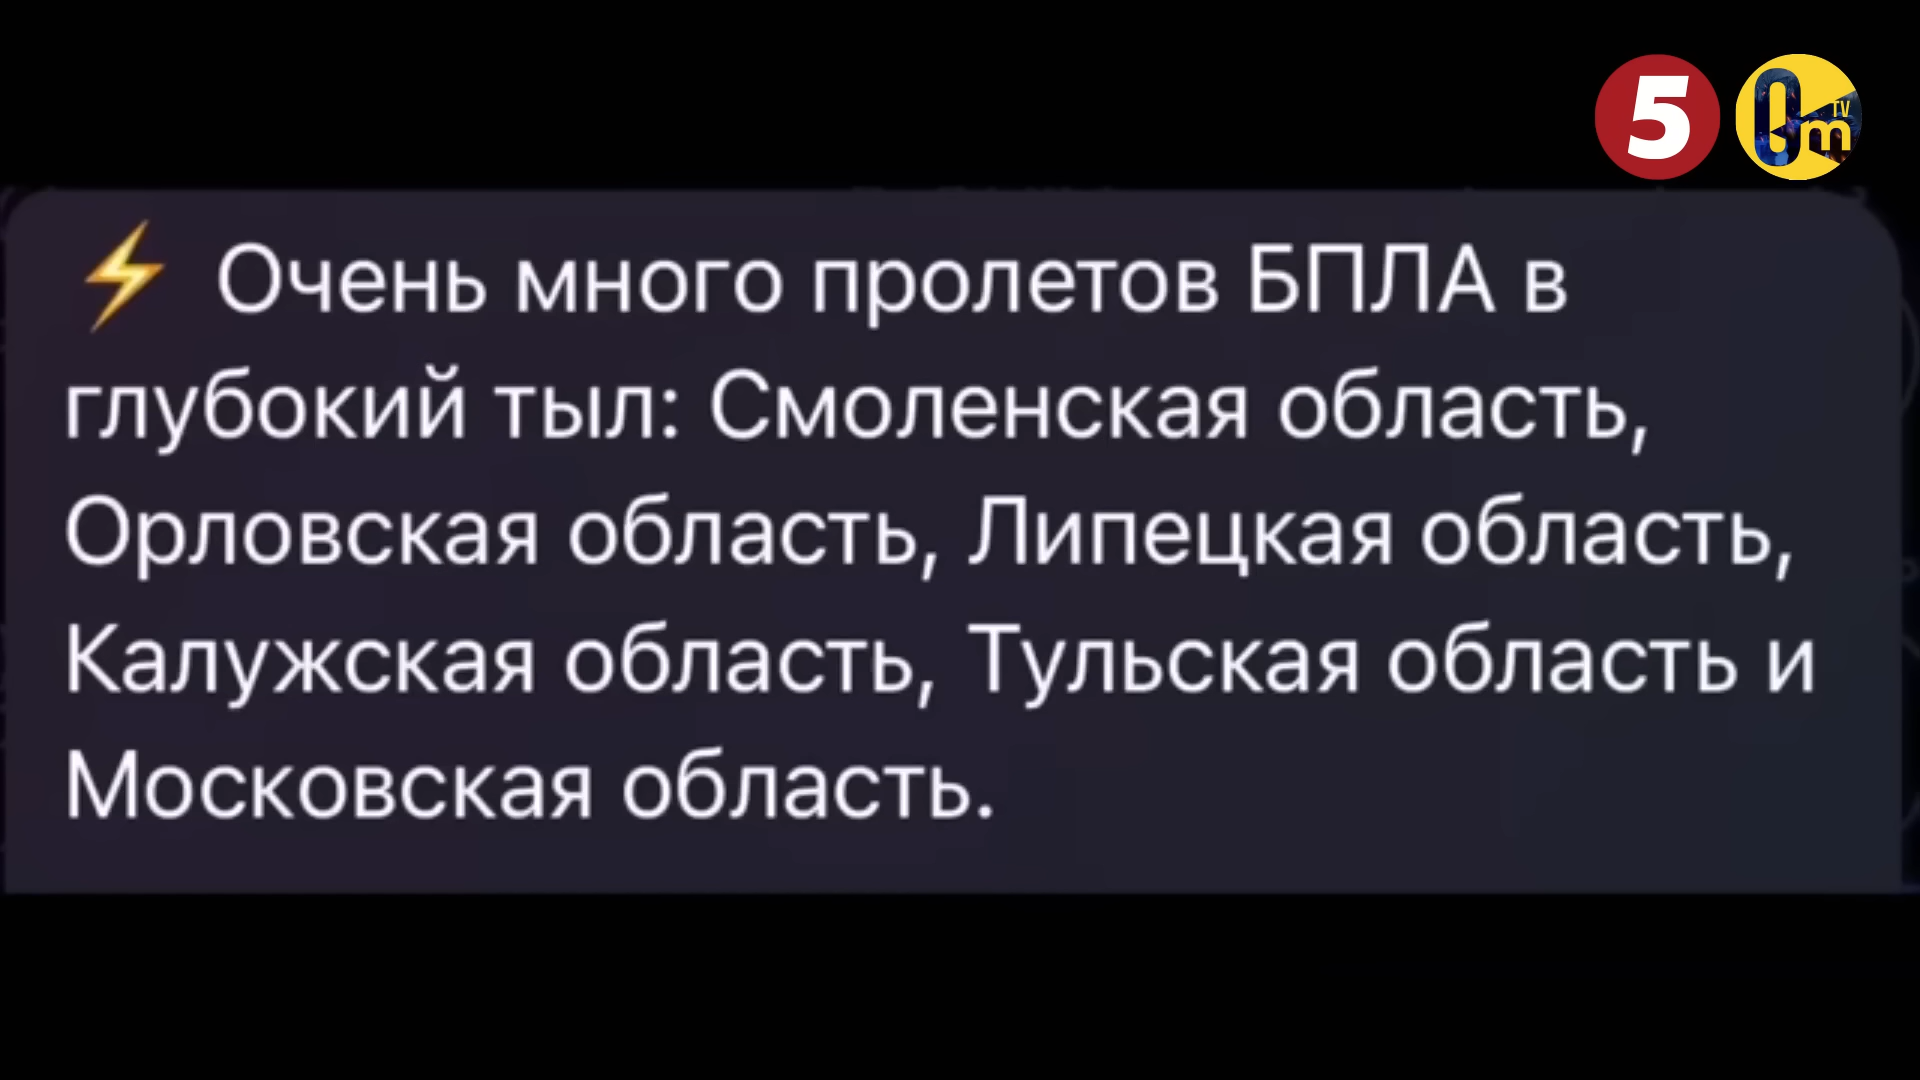 5
TV
Om
⚡ Очень много пролетов БПЛА в
глубокий тыл: Смоленская область,
Орловская область, Липецкая область,
Калужская область, Тульская область и
Московская область.